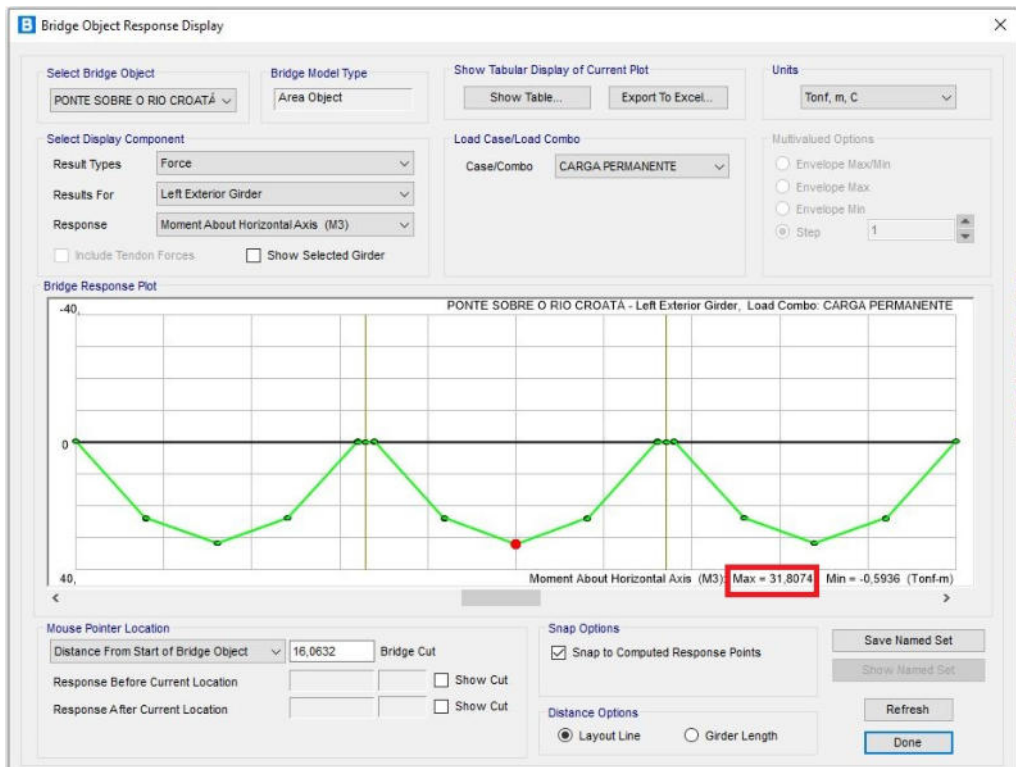 B Bridge Object Response Display
Select Bridge Object
PONTE SOBRE O RIO CROATÁ
Bridge Model Type
Area Object
Show Tabular Display of Current Plot
Show Table...
Export To Excel...
Units
Tonf, m, C
Select Display Component
Result Types
Force
Results For
Left Exterior Girder
Response
Moment About Horizontal Axis (M3)
Include Tendon Forces
Show Selected Girder
Load Case/Load Combo
Case/Combo
CARGA PERMANENTE
Multivalued Options
Envelope Max/Min
Envelope Max
Envelope Min
Step
1
Bridge Response Plot
PONTE SOBRE O RIO CROATÁ - Left Exterior Girder, Load Combo: CARGA PERMANENTE
-40,
0
40,
Moment About Horizontal Axis (M3): Max = 31,8074 Min = -0,5936 (Tonf-m)
Mouse Pointer Location
Distance From Start of Bridge Object
16,0632
Bridge Cut
Response Before Current Location
Show Cut
Response After Current Location
Show Cut
Snap Options
Snap to Computed Response Points
Distance Options
Layout Line
Girder Length
Save Named Set
Show Named Set
Refresh
Done